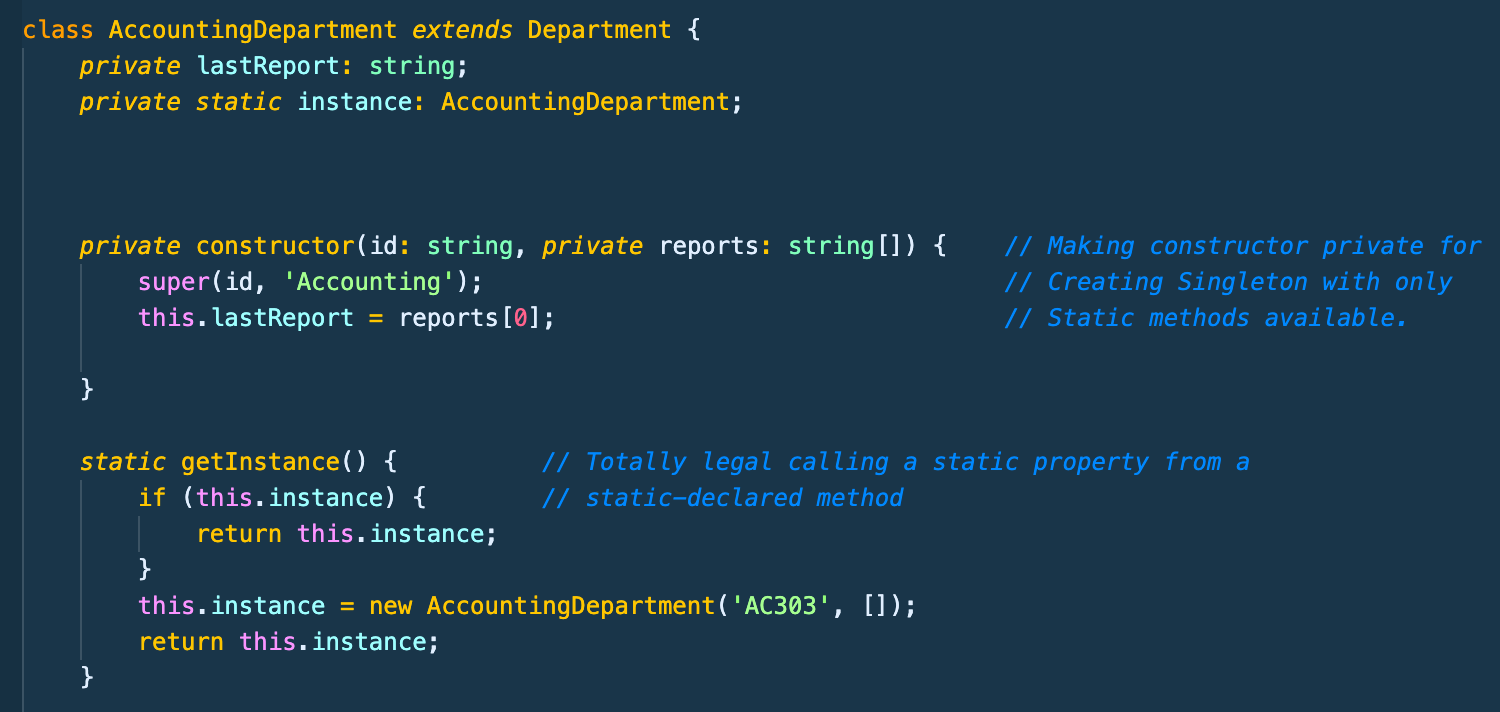 class AccountingDepartment extends Department {
private lastReport: string;
private static instance: AccountingDepartment;
private constructor(id: string, private reports: string[]) { // Making constructor private for
super(id, 'Accounting'); // Creating Singleton with only
this.lastReport = reports[0]; // Static methods available.
}
static getInstance() { // Totally legal calling a static property from a
if (this.instance) { // static-declared method
return this.instance;
}
this.instance = new AccountingDepartment('AC303', []);
return this.instance;
}